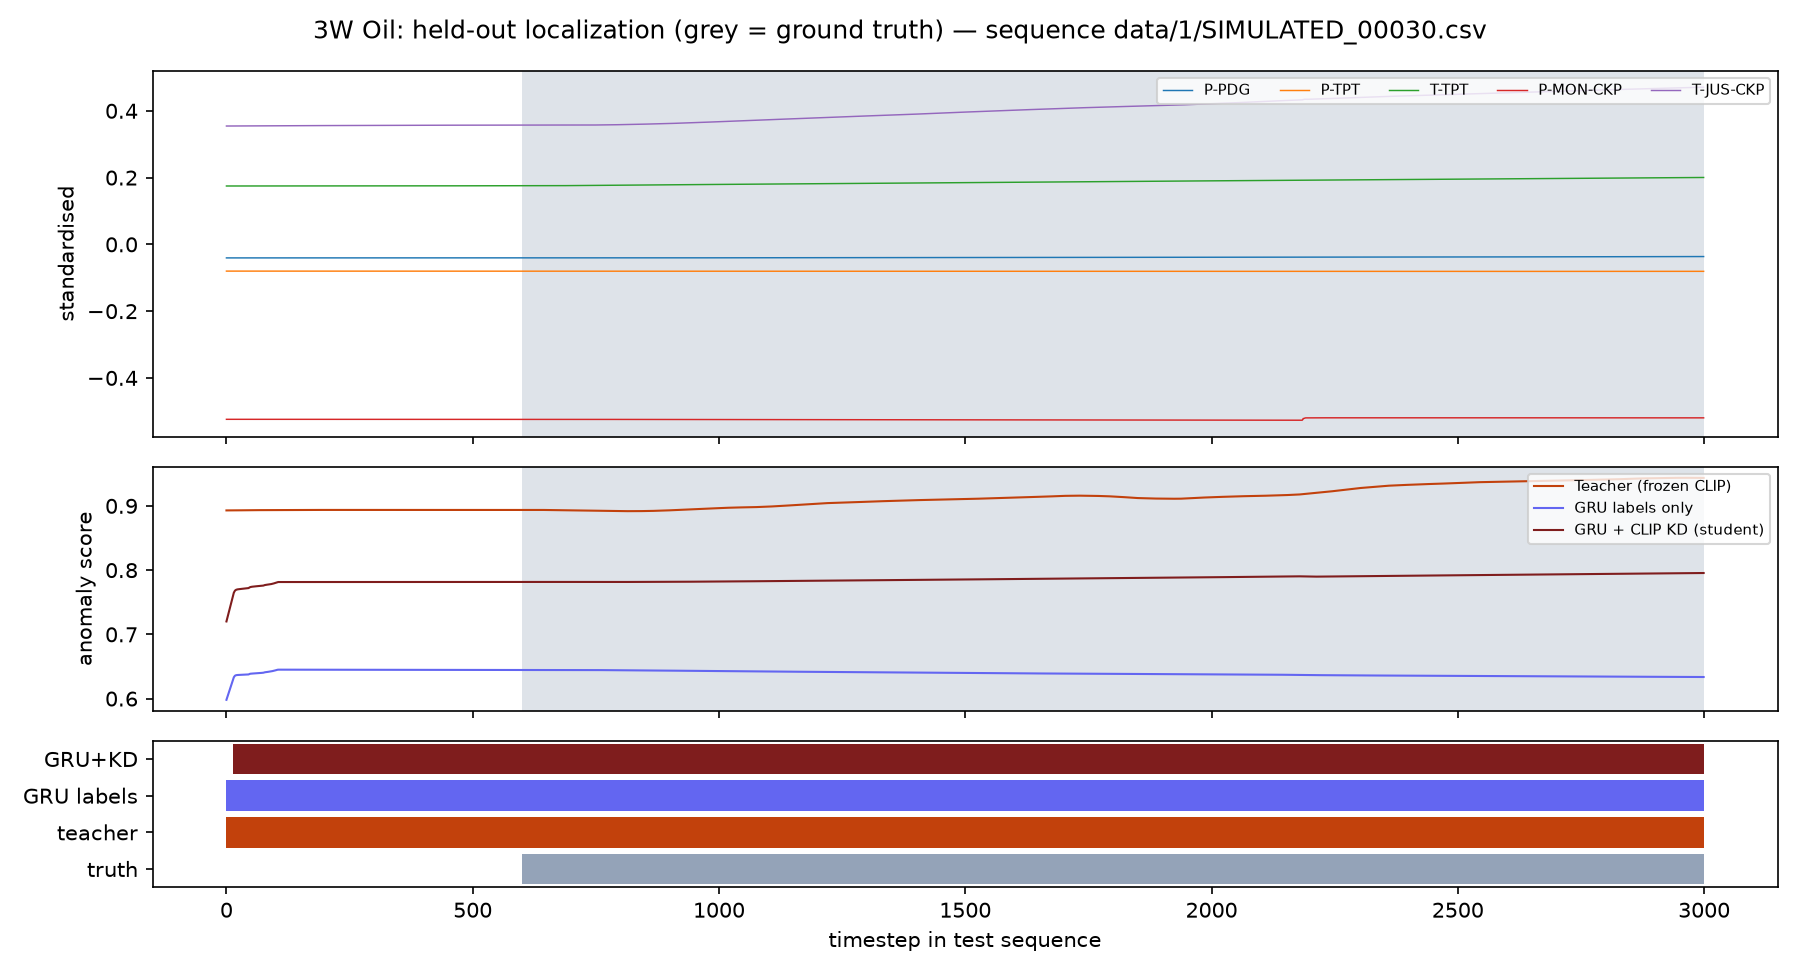 3W Oil: held-out localization (grey = ground truth) — sequence data/1/SIMULATED_00030.csv
P-PDG P-TPT T-TPT P-MON-CKP T-JUS-CKP
standardised
0.4
0.2
0.0
−0.2
−0.4
Teacher (frozen CLIP)
GRU labels only
GRU + CLIP KD (student)
anomaly score
0.9
0.8
0.7
0.6
GRU+KD
GRU labels
teacher
truth
0 500 1000 1500 2000 2500 3000
timestep in test sequence